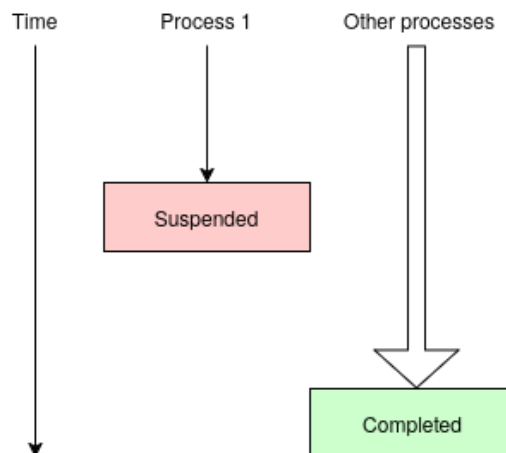 Time
Process 1
Other processes
Suspended
Completed